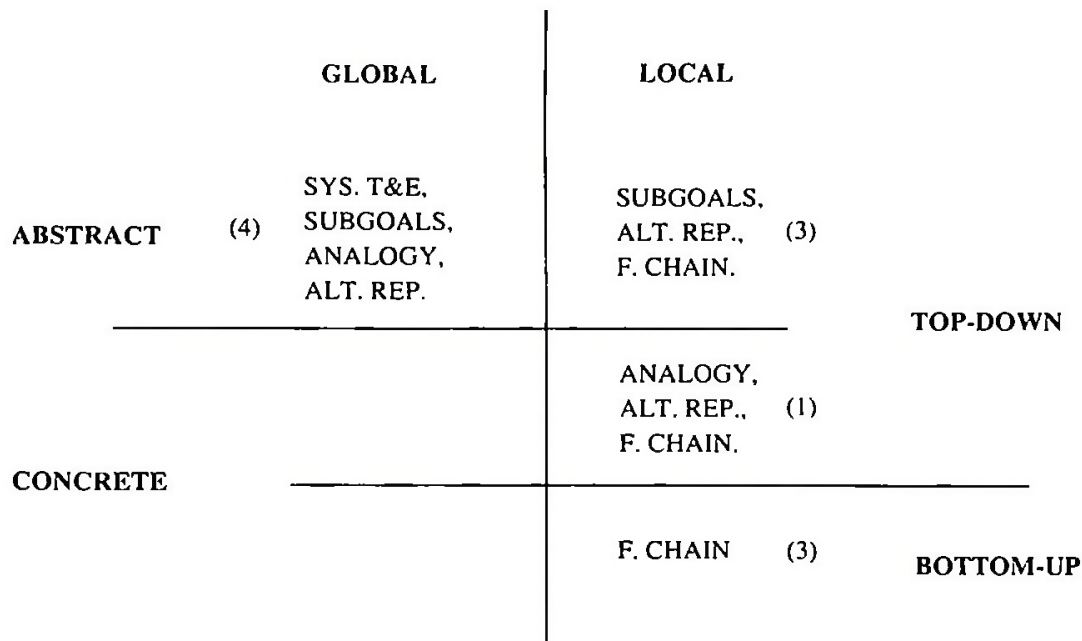 GLOBAL LOCAL
SYS. T&E,
SUBGOALS,
ANALOGY,
ALT. REP.
ABSTRACT (4)
SUBGOALS,
ALT. REP., (3)
F. CHAIN.
TOP-DOWN
ANALOGY,
ALT. REP., (1)
F. CHAIN.
CONCRETE
F. CHAIN (3)
BOTTOM-UP